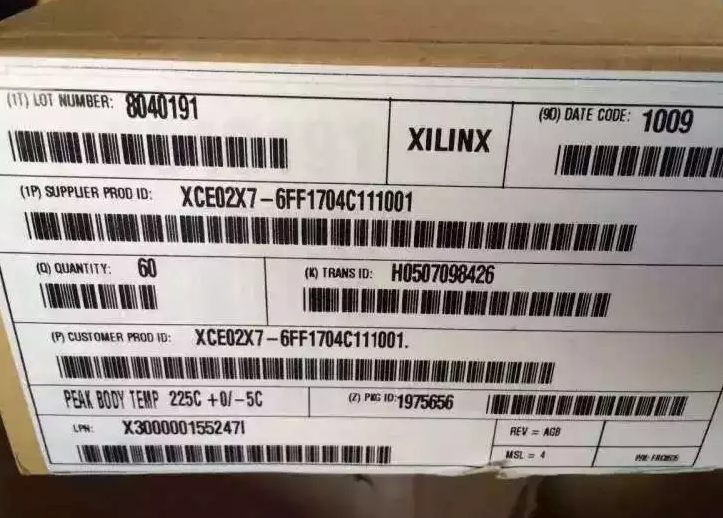 (1T) LOT NUMBER: 8040191
XILINX
(9D) DATE CODE: 1009
(1P) SUPPLIER PROD ID: XCE02X7-6FF1704C111001
(Q) QUANTITY: 60
(K) TRANS ID: H0507098426
(P) CUSTOMER PROD ID: XCE02X7-6FF1704C111001.
PEAK BODY TEMP 225C +0/-5C
(Z) PKG ID: 1975656
LPN: X300000155247I
REV = AGB
MSL = 4